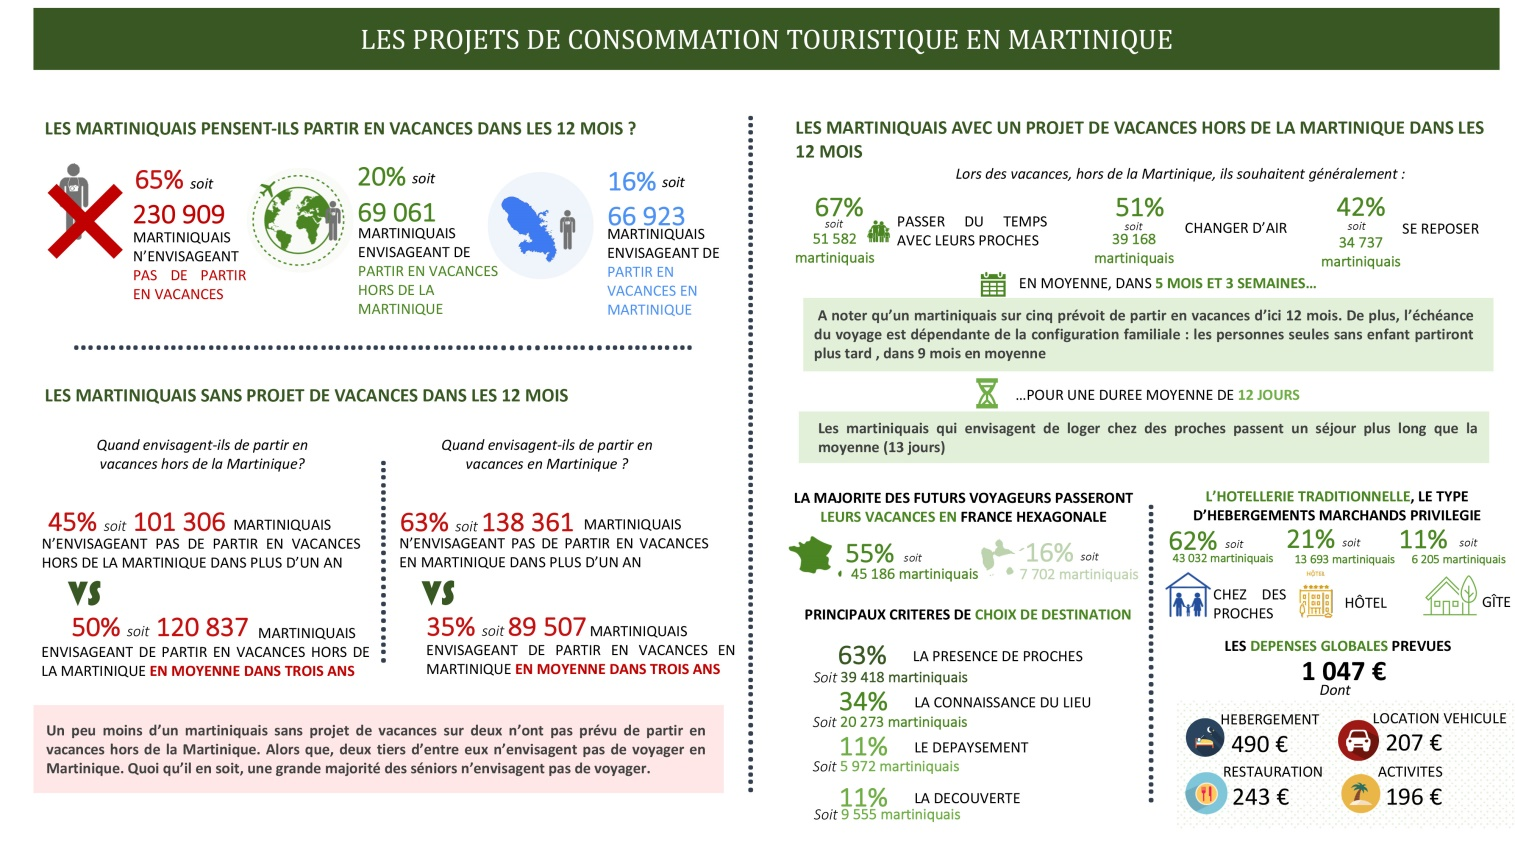 LES PROJETS DE CONSOMMATION TOURISTIQUE EN MARTINIQUE
LES MARTINIQUAIS PENSENT-ILS PARTIR EN VACANCES DANS LES 12 MOIS ?
65% soit
230 909
MARTINIQUAIS
N’ENVISAGEANT
PAS DE PARTIR
EN VACANCES
20% soit
69 061
MARTINIQUAIS
ENVISAGEANT DE
PARTIR EN VACANCES
HORS DE LA
MARTINIQUE
16% soit
66 923
MARTINIQUAIS
ENVISAGEANT DE
PARTIR EN
VACANCES EN
MARTINIQUE
LES MARTINIQUAIS SANS PROJET DE VACANCES DANS LES 12 MOIS
Quand envisagent-ils de partir en
vacances hors de la Martinique?
45% soit 101 306 MARTINIQUAIS
N’ENVISAGEANT PAS DE PARTIR EN VACANCES
HORS DE LA MARTINIQUE DANS PLUS D’UN AN
VS
50% soit 120 837 MARTINIQUAIS
ENVISAGEANT DE PARTIR EN VACANCES HORS DE
LA MARTINIQUE EN MOYENNE DANS TROIS ANS
Quand envisagent-ils de partir en
vacances en Martinique ?
63% soit 138 361 MARTINIQUAIS
N’ENVISAGEANT PAS DE PARTIR EN VACANCES
EN MARTINIQUE DANS PLUS D’UN AN
VS
35% soit 89 507 MARTINIQUAIS
ENVISAGEANT DE PARTIR EN VACANCES EN
MARTINIQUE EN MOYENNE DANS TROIS ANS
Un peu moins d’un martiniquais sans projet de vacances sur deux n’ont pas prévu de partir en
vacances hors de la Martinique. Alors que, deux tiers d’entre eux n’envisagent pas de voyager en
Martinique. Quoi qu’il en soit, une grande majorité des séniors n’envisagent pas de voyager.
LES MARTINIQUAIS AVEC UN PROJET DE VACANCES HORS DE LA MARTINIQUE DANS LES
12 MOIS
Lors des vacances, hors de la Martinique, ils souhaitent généralement :
67%
soit
51 582
martiniquais
PASSER DU TEMPS
AVEC LEURS PROCHES
51%
soit
39 168
martiniquais
CHANGER D’AIR
42%
soit
34 737
martiniquais
SE REPOSER
EN MOYENNE, DANS 5 MOIS ET 3 SEMAINES…
A noter qu’un martiniquais sur cinq prévoit de partir en vacances d’ici 12 mois. De plus, l’échéance
du voyage est dépendante de la configuration familiale : les personnes seules sans enfant partiront
plus tard , dans 9 mois en moyenne
…POUR UNE DUREE MOYENNE DE 12 JOURS
Les martiniquais qui envisagent de loger chez des proches passent un séjour plus long que la
moyenne (13 jours)
LA MAJORITE DES FUTURS VOYAGEURS PASSERONT
LEURS VACANCES EN FRANCE HEXAGONALE
55% soit
45 186 martiniquais
16% soit
7 702 martiniquais
PRINCIPAUX CRITERES DE CHOIX DE DESTINATION
63% LA PRESENCE DE PROCHES
Soit 39 418 martiniquais
34% LA CONNAISSANCE DU LIEU
Soit 20 273 martiniquais
11% LE DEPAYSEMENT
Soit 5 972 martiniquais
11% LA DECOUVERTE
Soit 9 555 martiniquais
L’HOTELLERIE TRADITIONNELLE, LE TYPE
D’HEBERGEMENTS MARCHANDS PRIVILEGIE
62% soit
43 032 martiniquais
CHEZ DES
PROCHES
21% soit
13 693 martiniquais
HÔTEL
HÔTEL
11% soit
6 205 martiniquais
GÎTE
LES DEPENSES GLOBALES PREVUES
1 047 €
Dont
HEBERGEMENT
490 €
LOCATION VEHICULE
207 €
RESTAURATION
243 €
ACTIVITES
196 €